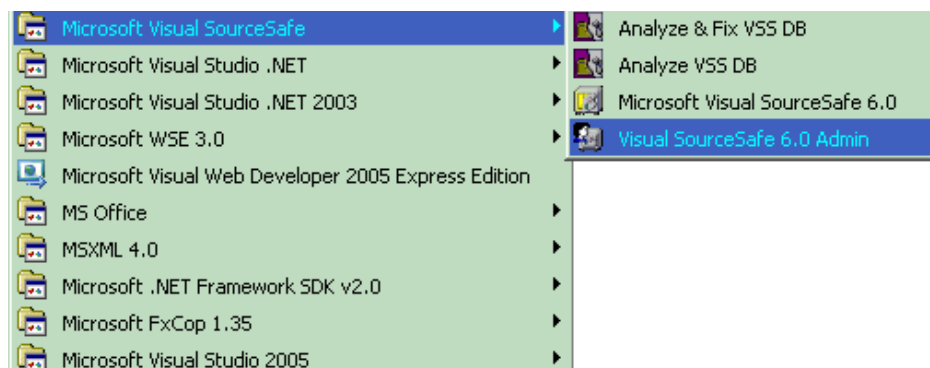 Microsoft Visual SourceSafe
Microsoft Visual Studio .NET
Microsoft Visual Studio .NET 2003
Microsoft WSE 3.0
Microsoft Visual Web Developer 2005 Express Edition
MS Office
MSXML 4.0
Microsoft .NET Framework SDK v2.0
Microsoft FxCop 1.35
Microsoft Visual Studio 2005
Analyze & Fix VSS DB
Analyze VSS DB
Microsoft Visual SourceSafe 6.0
Visual SourceSafe 6.0 Admin